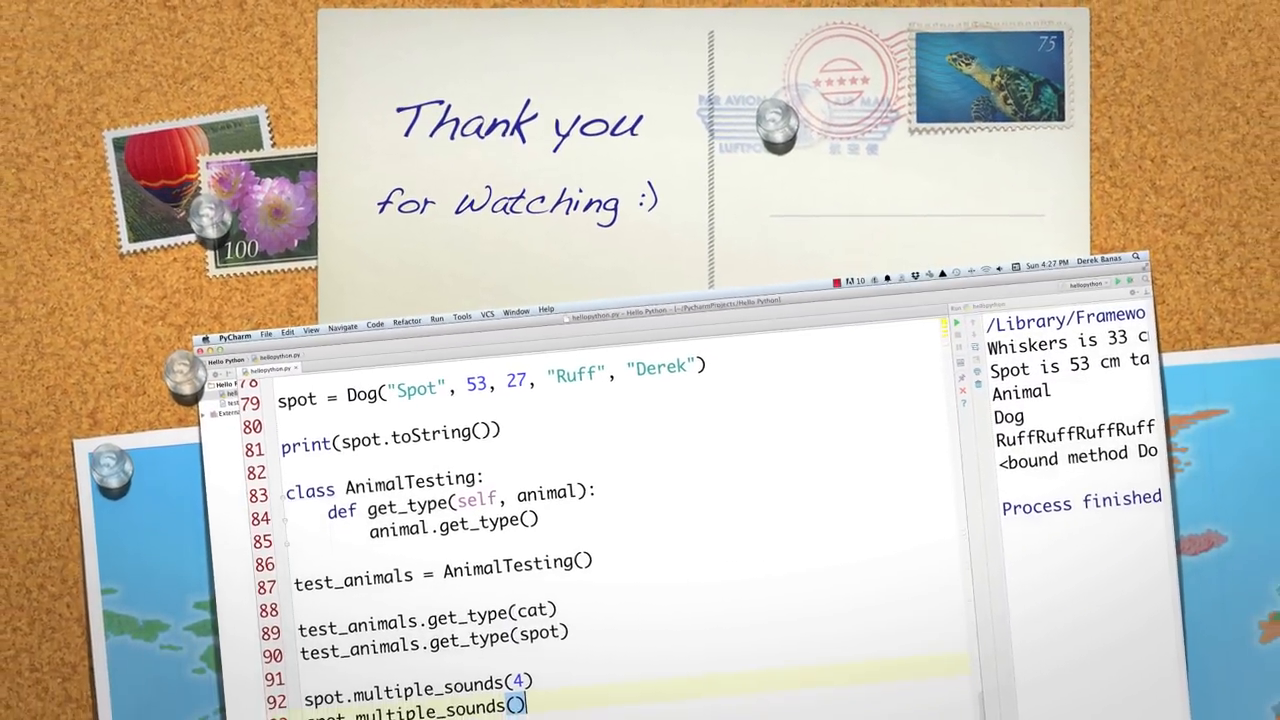 Thank you
for Watching :)
75
PAR AVION
AIR MAIL
LUFTPO
航空便
100
PyCharm File Edit View Navigate Code Refactor Run Tools VCS Window Help
10 Sun 4:27 PM Derek Banas
hellopython.py - Hello Python - [~/PycharmProjects/Hello Python]
hellopython
Hello Python hellopython.py
hellopython.py
Run hellopython
Hello
Externa
78
79 spot = Dog("Spot", 53, 27, "Ruff", "Derek")
80
81 print(spot.toString())
82
83 class AnimalTesting:
84 def get_type(self, animal):
85 animal.get_type()
86
87 test_animals = AnimalTesting()
88
89 test_animals.get_type(cat)
90 test_animals.get_type(spot)
91
92 spot.multiple_sounds(4)
spot.multiple_sounds()
/Library/Framewo
Whiskers is 33 c
Spot is 53 cm ta
Animal
Dog
RuffRuffRuffRuff
<bound method Do
Process finished